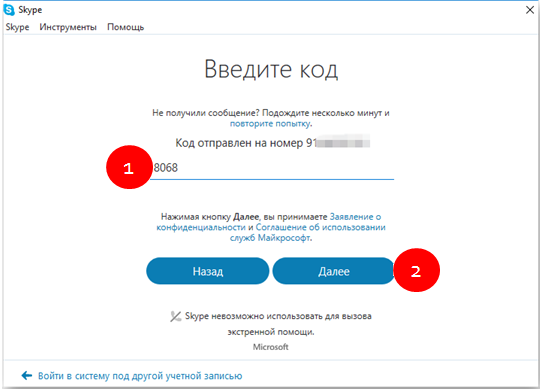 Skype
Skype Инструменты Помощь
Введите код
Не получили сообщение? Подождите несколько минут и
повторите попытку.
Код отправлен на номер 91
1
8068
Нажимая кнопку Далее, вы принимаете Заявление о
конфиденциальности и Соглашение об использовании
служб Майкрософт.
Назад Далее
2
Skype невозможно использовать для вызова
экстренной помощи.
Microsoft
Войти в систему под другой учетной записью